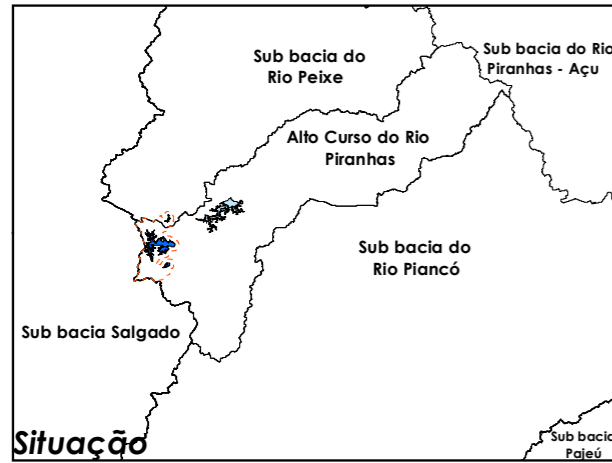 Sub bacia do
Rio Peixe
Sub bacia do Rio
Piranhas - Açu
Alto Curso do Rio
Piranhas
Sub bacia do
Rio Piancó
Sub bacia Salgado
Situação
Sub bacia
Pajeú